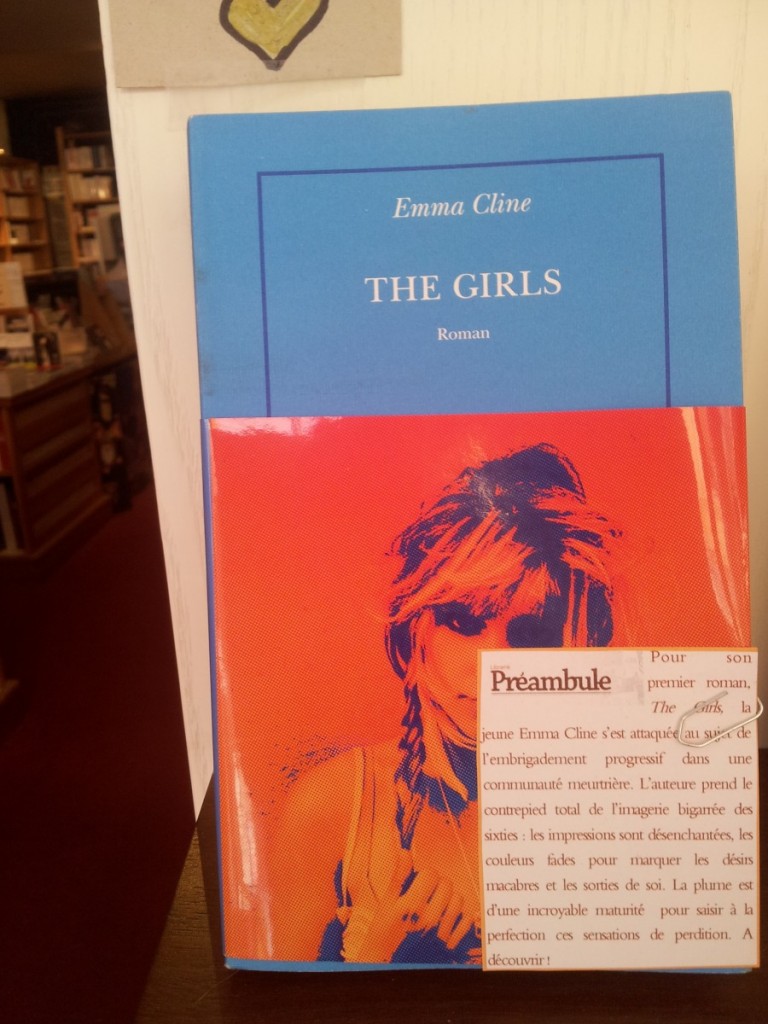 Emma Cline
THE GIRLS
Roman
Librairie
Préambule
Pour son
premier roman,
The Girls, la
jeune Emma Cline s'est attaquée au sujet de
l'embrigadement progressif dans une
communauté meurtrière. L'auteure prend le
contrepied total de l'imagerie bigarrée des
sixties : les impressions sont désenchantées, les
couleurs fades pour marquer les désirs
macabres et les sorties de soi. La plume est
d'une incroyable maturité pour saisir à la
perfection ces sensations de perdition. A
découvrir !